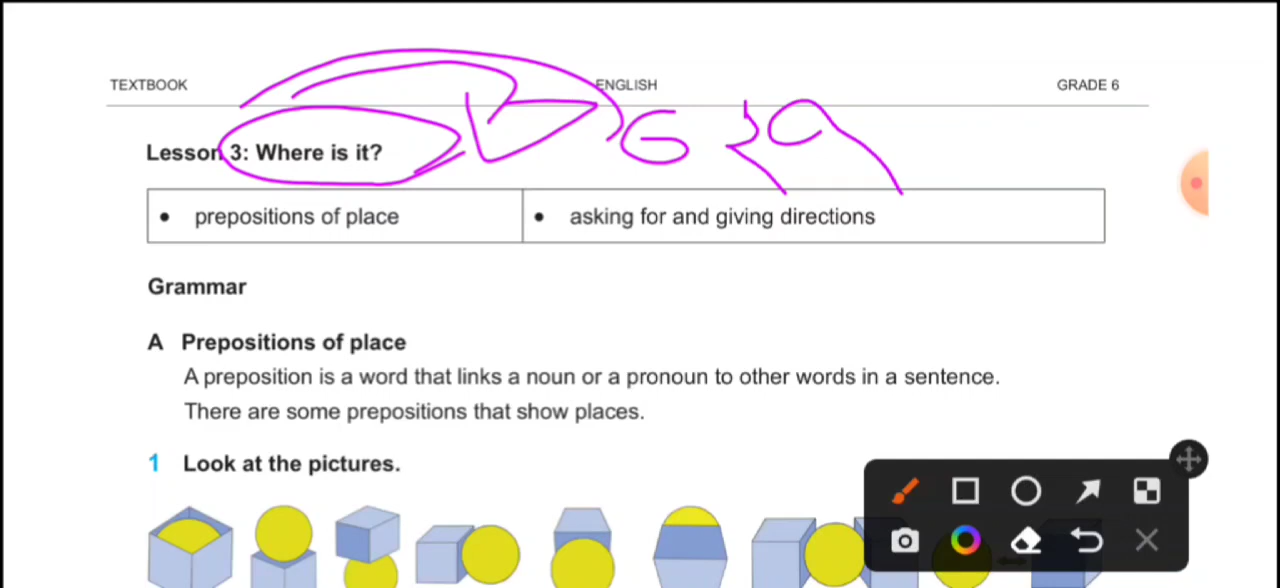 TEXTBOOK ENGLISH GRADE 6
Lesson 3: Where is it?
• prepositions of place • asking for and giving directions
Grammar
A Prepositions of place
A preposition is a word that links a noun or a pronoun to other words in a sentence.
There are some prepositions that show places.
1 Look at the pictures.